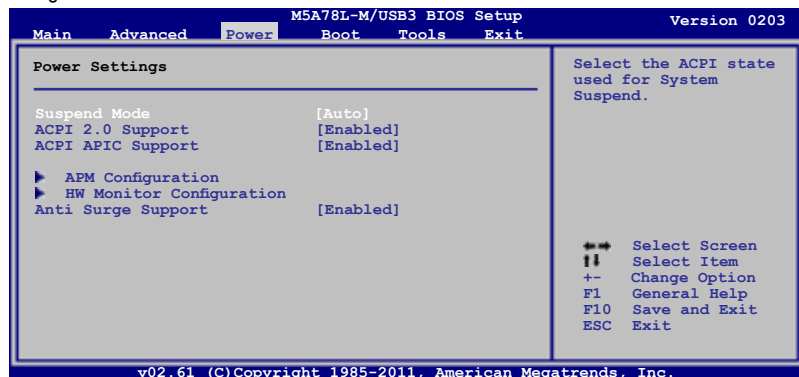 M5A78L-M/USB3 BIOS Setup
Version 0203
Main Advanced Power Boot Tools Exit
Power Settings
Suspend Mode [Auto]
ACPI 2.0 Support [Enabled]
ACPI APIC Support [Enabled]
APM Configuration
HW Monitor Configuration
Anti Surge Support [Enabled]
Select the ACPI state
used for System
Suspend.
Select Screen
Select Item
+- Change Option
F1 General Help
F10 Save and Exit
ESC Exit
v02.61 (C)Copyright 1985-2011, American Megatrends, Inc.